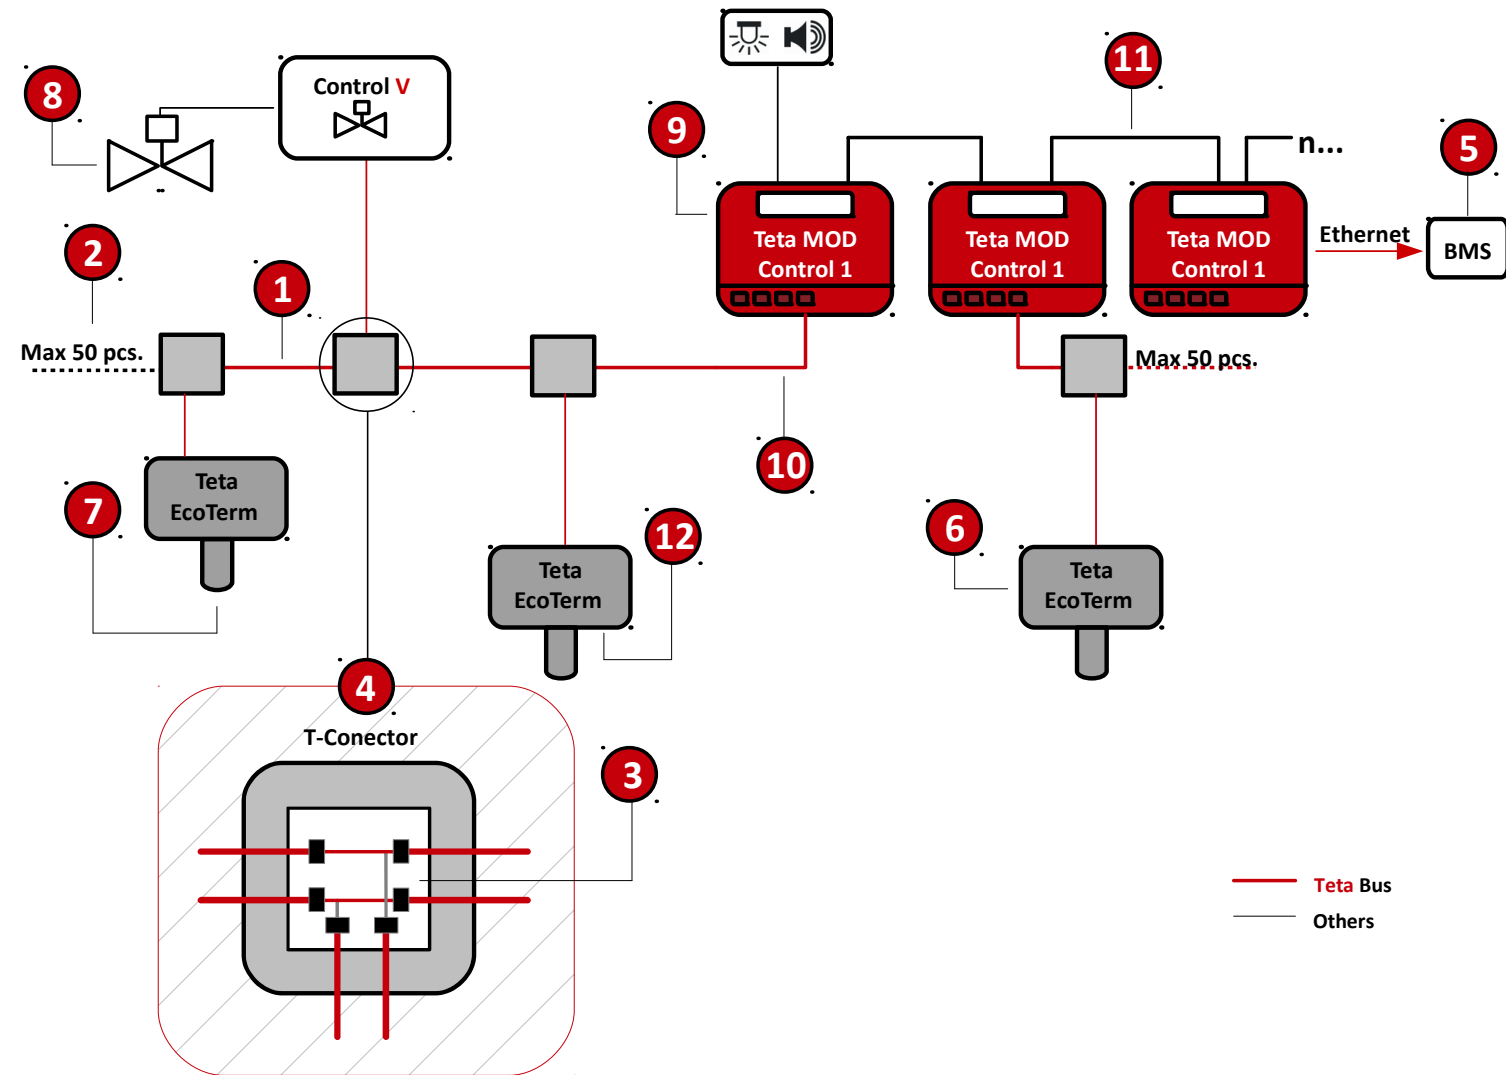 11
8
Control V
9
n...
5
Teta MOD
Control 1
Teta MOD
Control 1
Teta MOD
Control 1
Ethernet
BMS
2
1
Max 50 pcs.
Max 50 pcs.
10
7
Teta
EcoTerm
12
Teta
EcoTerm
6
Teta
EcoTerm
4
T-Conector
3
Teta Bus
Others